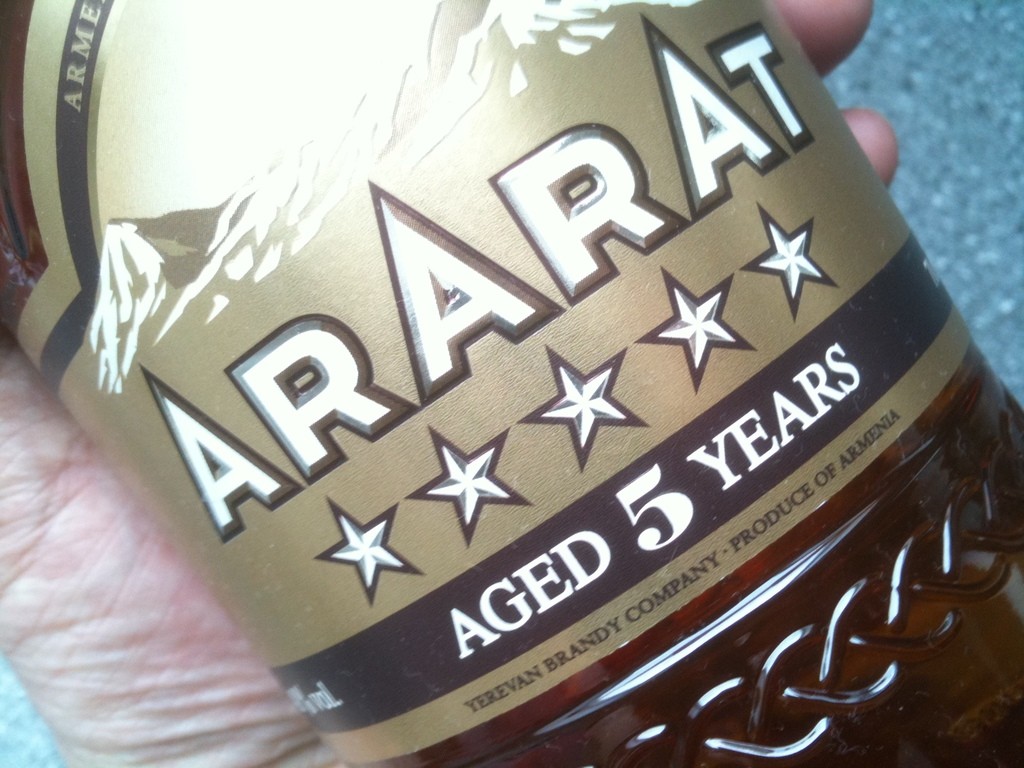 ARARAT
AGED 5 YEARS
YEREVAN BRANDY COMPANY · PRODUCE OF ARMENIA